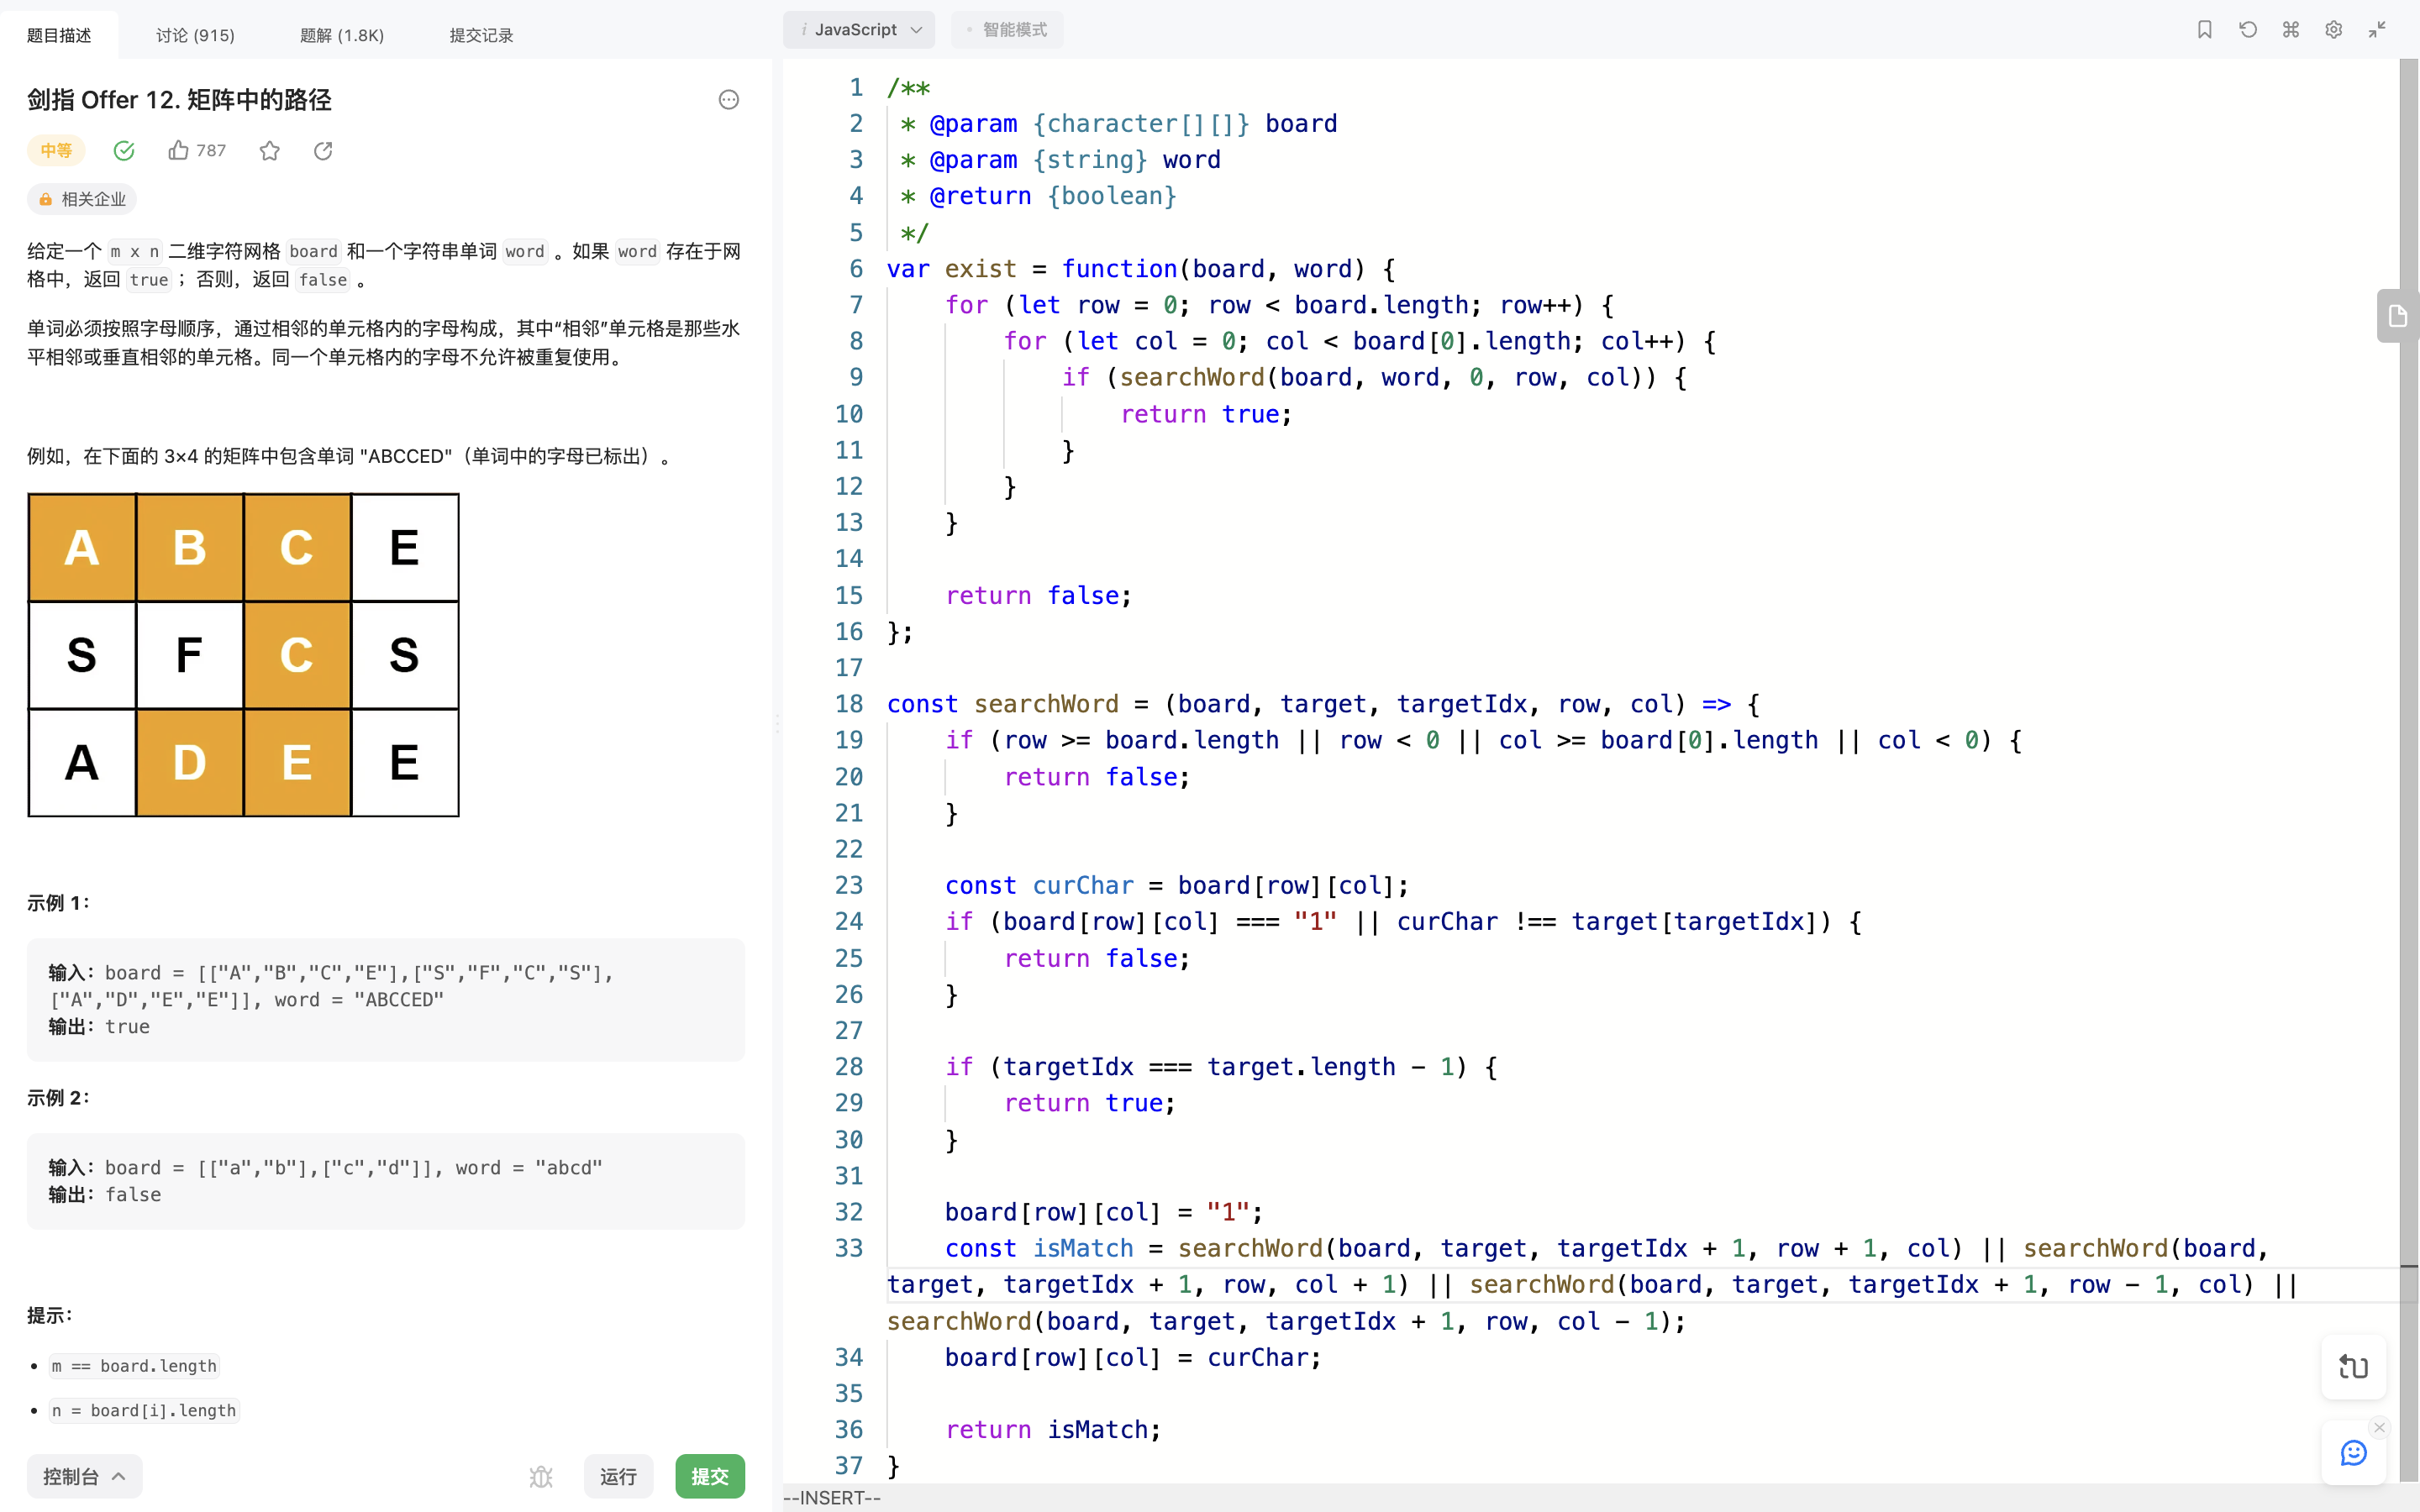 题目描述
讨论 (915)
题解 (1.8K)
提交记录
剑指 Offer 12. 矩阵中的路径
中等
787
相关企业
给定一个 m x n 二维字符网格 board 和一个字符串单词 word 。如果 word 存在于网
格中，返回 true ；否则，返回 false 。
单词必须按照字母顺序，通过相邻的单元格内的字母构成，其中“相邻”单元格是那些水
平相邻或垂直相邻的单元格。同一个单元格内的字母不允许被重复使用。
例如，在下面的 3×4 的矩阵中包含单词 "ABCCED"（单词中的字母已标出）。
A B C E
S F C S
A D E E
示例 1：
输入：board = [["A","B","C","E"],["S","F","C","S"],
["A","D","E","E"]], word = "ABCCED"
输出：true
示例 2：
输入：board = [["a","b"],["c","d"]], word = "abcd"
输出：false
提示：
m == board.length
n = board[i].length
控制台
运行
提交
i JavaScript
智能模式
1 /**
2  * @param {character[][]} board
3  * @param {string} word
4  * @return {boolean}
5  */
6 var exist = function(board, word) {
7     for (let row = 0; row < board.length; row++) {
8         for (let col = 0; col < board[0].length; col++) {
9             if (searchWord(board, word, 0, row, col)) {
10                 return true;
11             }
12         }
13     }
14
15     return false;
16 };
17
18 const searchWord = (board, target, targetIdx, row, col) => {
19     if (row >= board.length || row < 0 || col >= board[0].length || col < 0) {
20         return false;
21     }
22
23     const curChar = board[row][col];
24     if (board[row][col] === "1" || curChar !== target[targetIdx]) {
25         return false;
26     }
27
28     if (targetIdx === target.length - 1) {
29         return true;
30     }
31
32     board[row][col] = "1";
33     const isMatch = searchWord(board, target, targetIdx + 1, row + 1, col) || searchWord(board,
target, targetIdx + 1, row, col + 1) || searchWord(board, target, targetIdx + 1, row - 1, col) ||
searchWord(board, target, targetIdx + 1, row, col - 1);
34     board[row][col] = curChar;
35
36     return isMatch;
37 }
--INSERT--